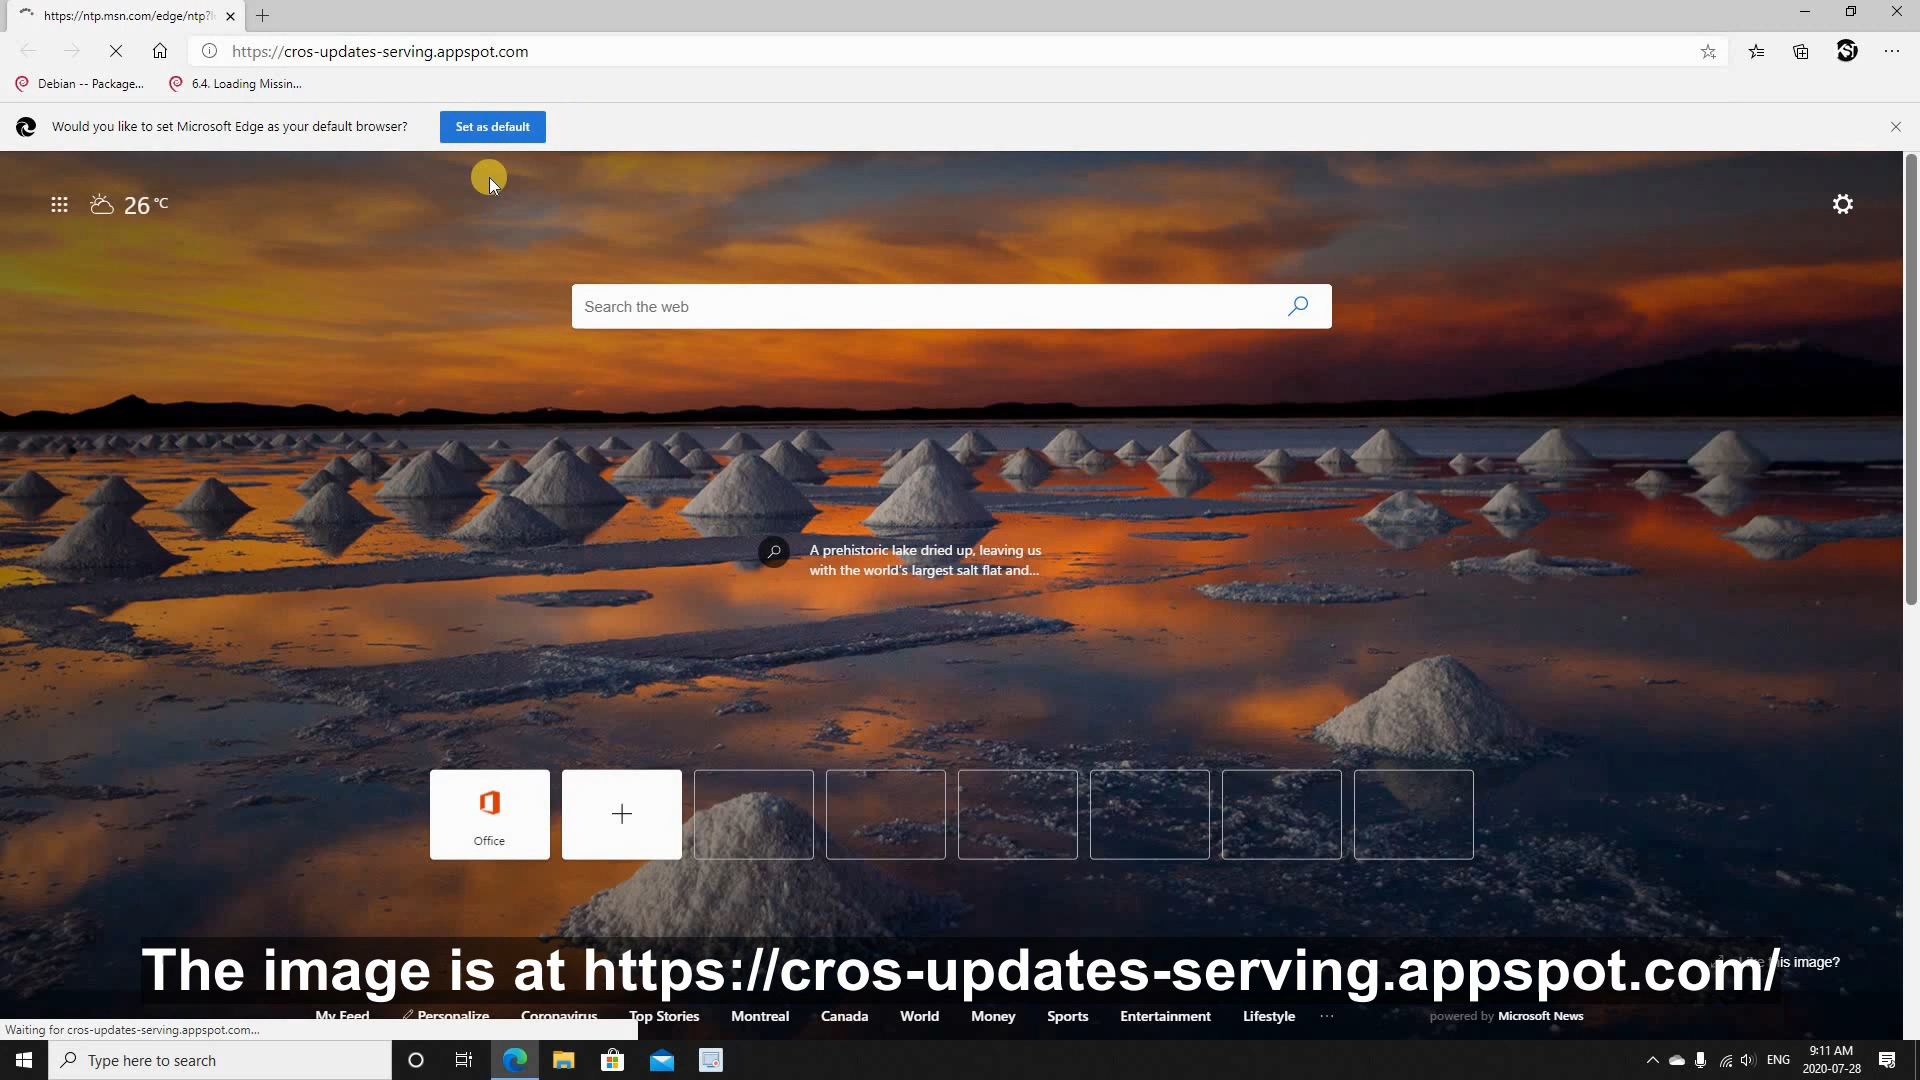 https://ntp.msn.com/edge/ntp?l
https://cros-updates-serving.appspot.com
Debian -- Package...
6.4. Loading Missin...
Would you like to set Microsoft Edge as your default browser?
Set as default
26 °C
Search the web
A prehistoric lake dried up, leaving us
with the world's largest salt flat and...
Office
The image is at https://cros-updates-serving.appspot.com/
this image?
My Feed
Personalize
Coronavirus
Top Stories
Montreal
Canada
World
Money
Sports
Entertainment
Lifestyle
...
powered by Microsoft News
Waiting for cros-updates-serving.appspot.com...
Type here to search
ENG
9:11 AM
2020-07-28